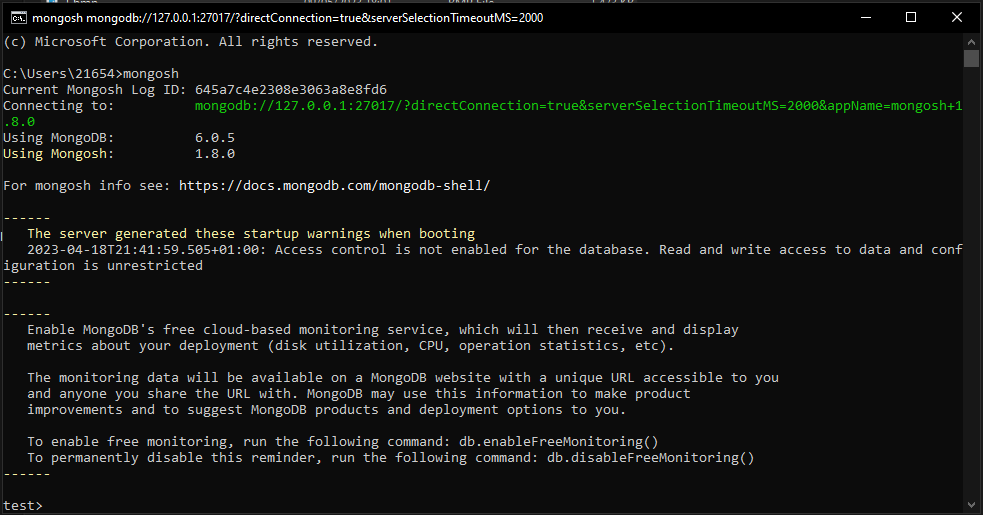 mongosh mongodb://127.0.0.1:27017/?directConnection=true&serverSelectionTimeoutMS=2000
(c) Microsoft Corporation. All rights reserved.
C:\Users\21654>mongosh
Current Mongosh Log ID: 645a7c4e2308e3063a8e8fd6
Connecting to: mongodb://127.0.0.1:27017/?directConnection=true&serverSelectionTimeoutMS=2000&appName=mongosh+1
.8.0
Using MongoDB: 6.0.5
Using Mongosh: 1.8.0
For mongosh info see: https://docs.mongodb.com/mongodb-shell/
------
The server generated these startup warnings when booting
2023-04-18T21:41:59.505+01:00: Access control is not enabled for the database. Read and write access to data and conf
iguration is unrestricted
------
------
Enable MongoDB's free cloud-based monitoring service, which will then receive and display
metrics about your deployment (disk utilization, CPU, operation statistics, etc).
The monitoring data will be available on a MongoDB website with a unique URL accessible to you
and anyone you share the URL with. MongoDB may use this information to make product
improvements and to suggest MongoDB products and deployment options to you.
To enable free monitoring, run the following command: db.enableFreeMonitoring()
To permanently disable this reminder, run the following command: db.disableFreeMonitoring()
------
test>